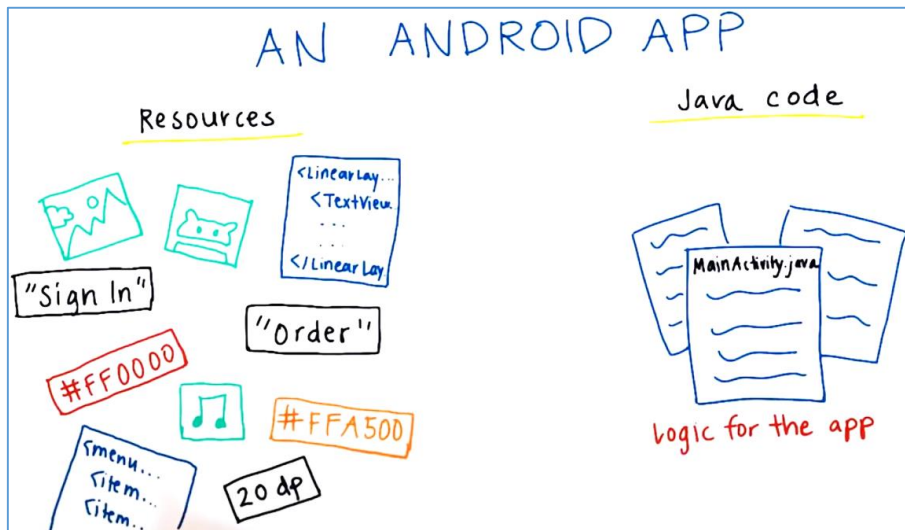 AN ANDROID APP
Resources
Java code
<LinearLay...
<TextView...
...
...
</LinearLay
"Sign In"
"Order"
MainActivity.java
#FF0000
#FFA500
Logic for the app
<menu...
<item...
<item...
20 dp